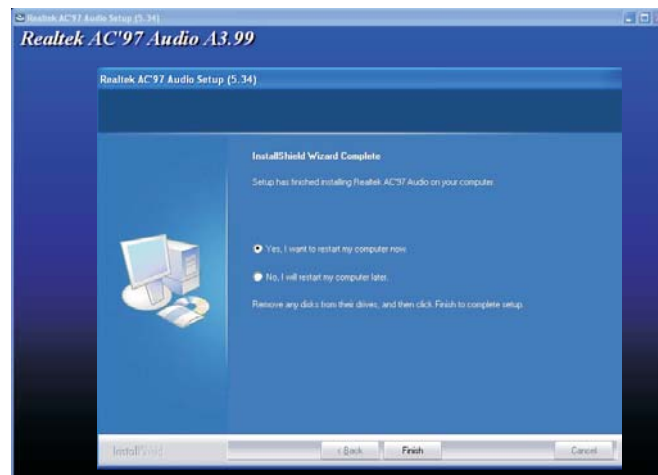 Realtek AC'97 Audio Setup (5.34)
Realtek AC'97 Audio A3.99
Realtek AC'97 Audio Setup (5.34)
InstallShield Wizard Complete
Setup has finished installing Realtek AC'97 Audio on your computer.
Yes, I want to restart my computer now.
No, I will restart my computer later.
Remove any disks from their drives, and then click Finish to complete setup.
InstallShield
< Back Finish Cancel